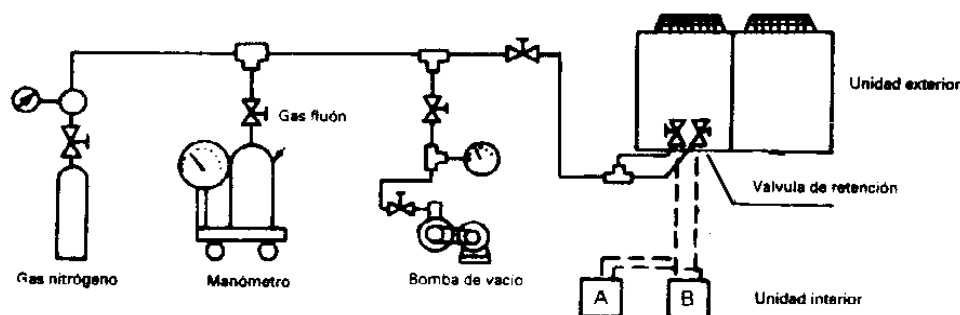 Unidad exterior
Gas fluón
Valvula de retención
Gas nitrógeno
Manómetro
Bomba de vacio
A
B
Unidad interior